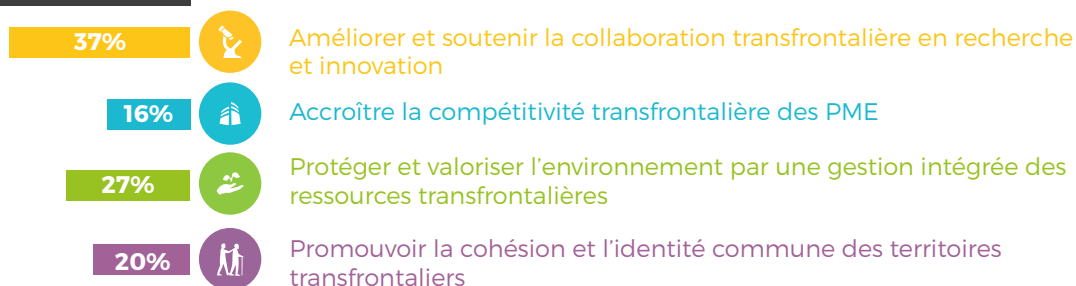 37%
Améliorer et soutenir la collaboration transfrontalière en recherche
et innovation
16%
Accroître la compétitivité transfrontalière des PME
27%
Protéger et valoriser l’environnement par une gestion intégrée des
ressources transfrontalières
20%
Promouvoir la cohésion et l’identité commune des territoires
transfrontaliers